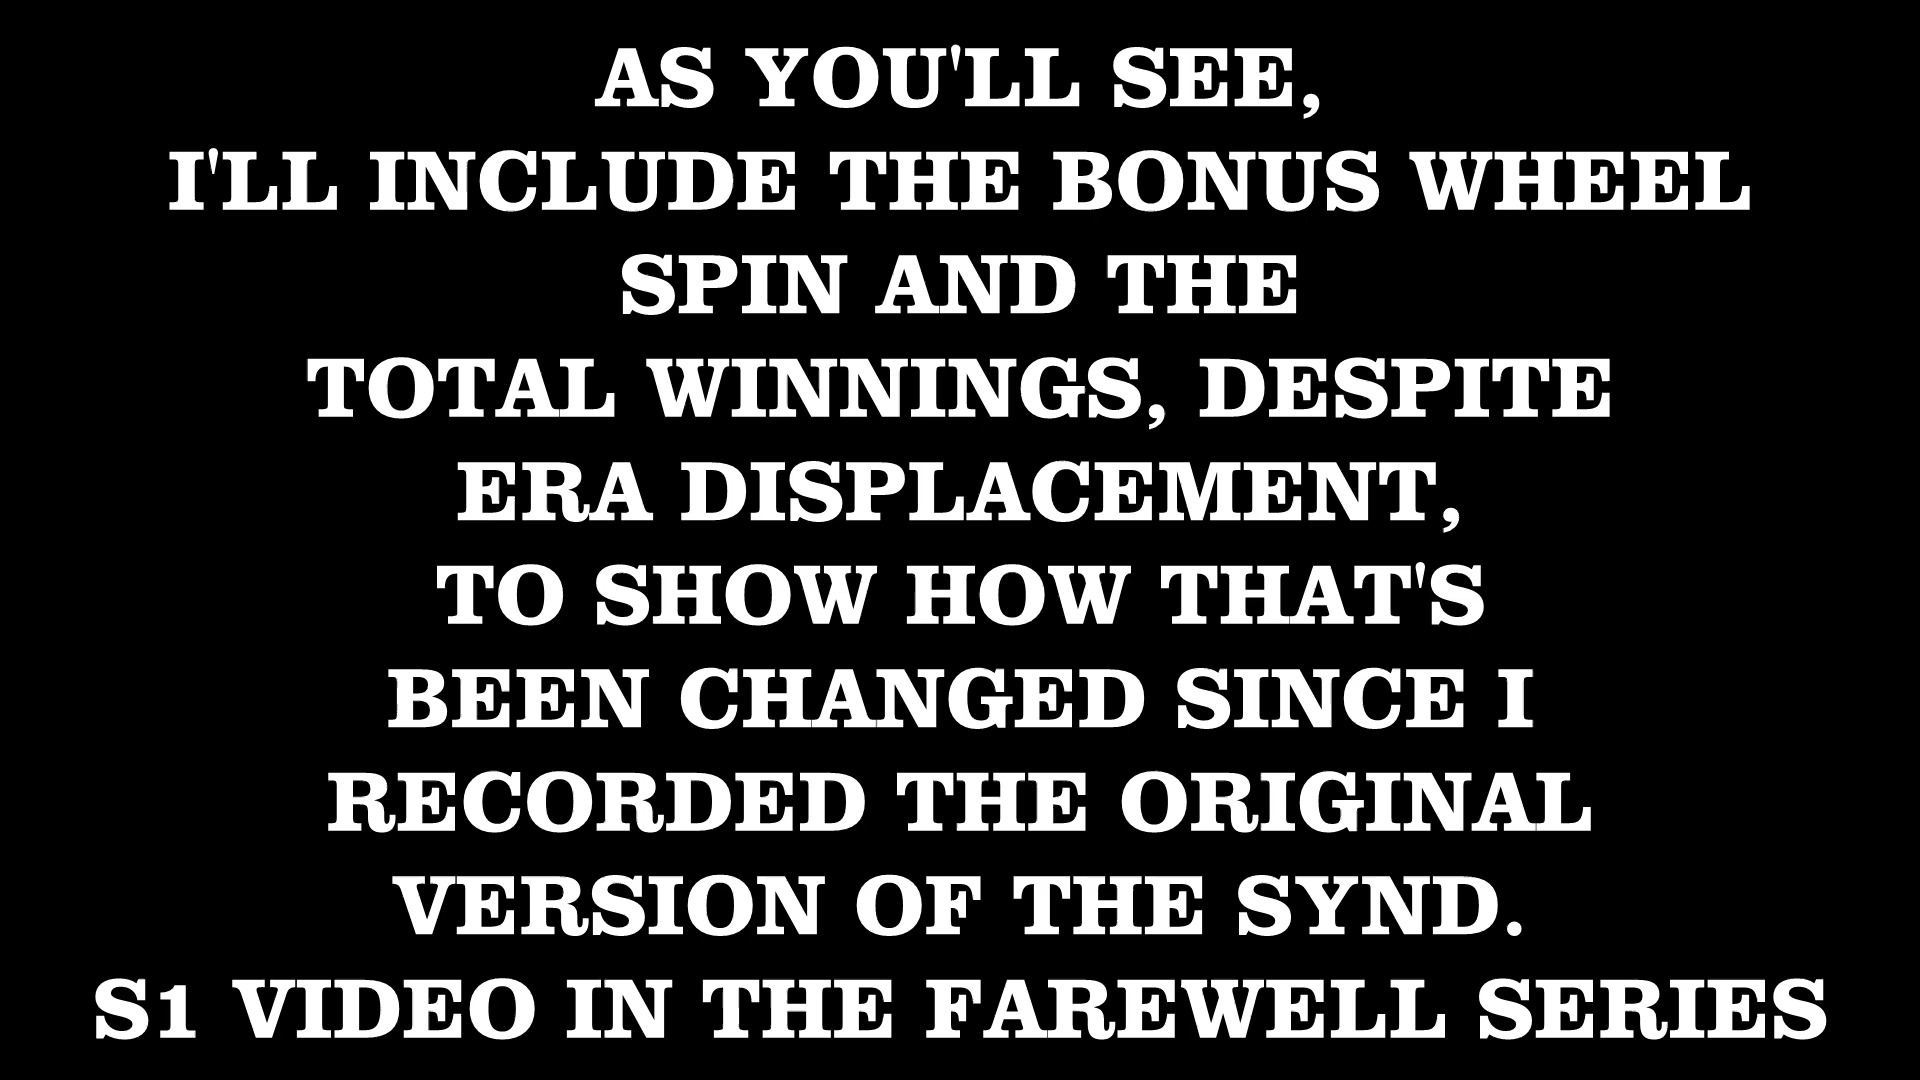 AS YOU'LL SEE,
I'LL INCLUDE THE BONUS WHEEL
SPIN AND THE
TOTAL WINNINGS, DESPITE
ERA DISPLACEMENT,
TO SHOW HOW THAT'S
BEEN CHANGED SINCE I
RECORDED THE ORIGINAL
VERSION OF THE SYND.
S1 VIDEO IN THE FAREWELL SERIES